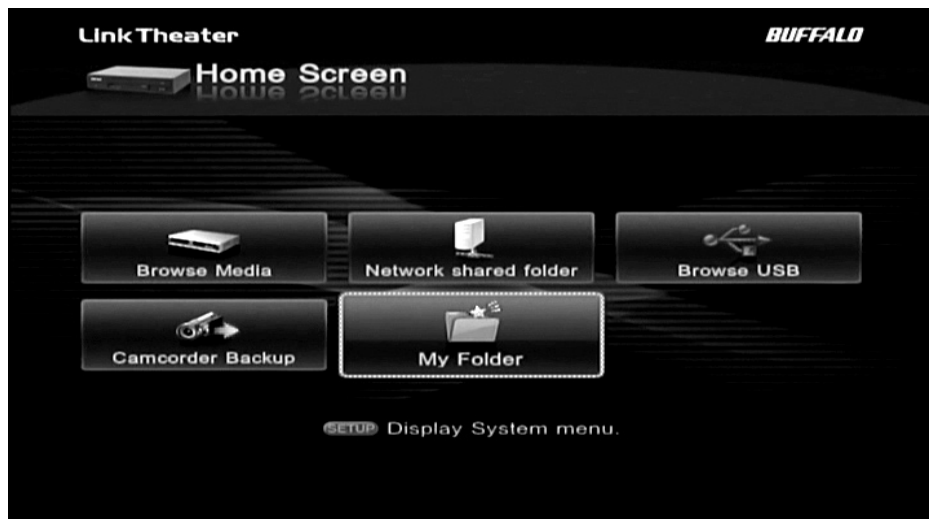 LinkTheater
BUFFALO
Home Screen
Browse Media
Network shared folder
Browse USB
Camcorder Backup
My Folder
SETUP Display System menu.